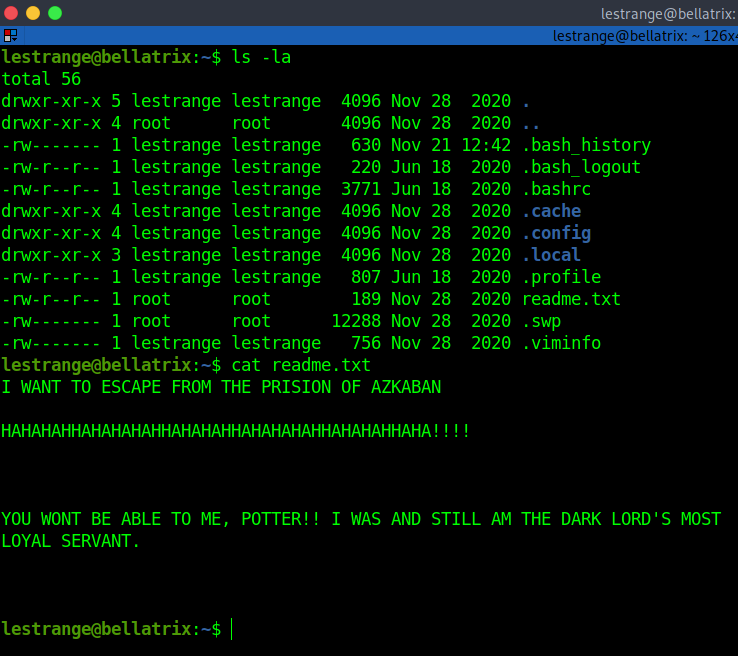 lestrange@bellatrix:
lestrange@bellatrix: ~ 126x4
lestrange@bellatrix:~$ ls -la
total 56
drwxr-xr-x 5 lestrange lestrange  4096 Nov 28  2020 .
drwxr-xr-x 4 root      root       4096 Nov 28  2020 ..
-rw------- 1 lestrange lestrange   630 Nov 21 12:42 .bash_history
-rw-r--r-- 1 lestrange lestrange   220 Jun 18  2020 .bash_logout
-rw-r--r-- 1 lestrange lestrange  3771 Jun 18  2020 .bashrc
drwxr-xr-x 4 lestrange lestrange  4096 Nov 28  2020 .cache
drwxr-xr-x 4 lestrange lestrange  4096 Nov 28  2020 .config
drwxr-xr-x 3 lestrange lestrange  4096 Nov 28  2020 .local
-rw-r--r-- 1 lestrange lestrange   807 Jun 18  2020 .profile
-rw-r--r-- 1 root      root        189 Nov 28  2020 readme.txt
-rw------- 1 root      root      12288 Nov 28  2020 .swp
-rw------- 1 lestrange lestrange   756 Nov 28  2020 .viminfo
lestrange@bellatrix:~$ cat readme.txt
I WANT TO ESCAPE FROM THE PRISION OF AZKABAN
HAHAHAHHAHAHAHAHHAHAHAHHAHAHAHAHHAHAHAHHAHA!!!!
YOU WONT BE ABLE TO ME, POTTER!! I WAS AND STILL AM THE DARK LORD'S MOST
LOYAL SERVANT.
lestrange@bellatrix:~$